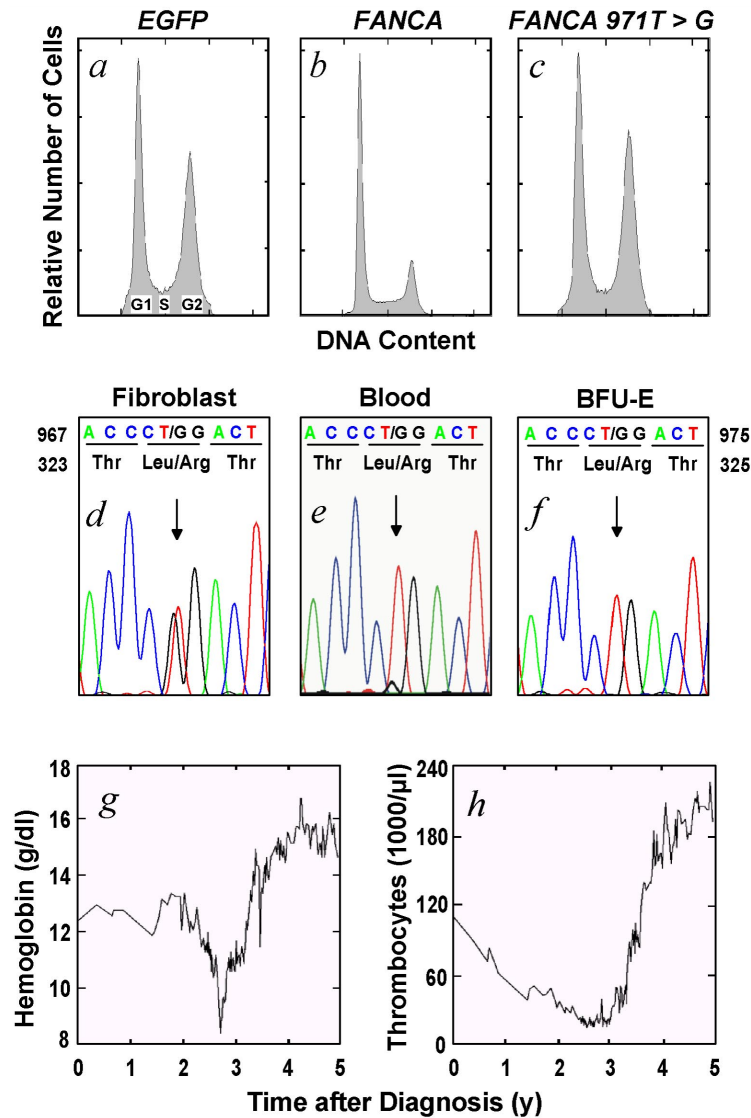 EGFP FANCA FANCA 971T > G
Relative Number of Cells
a b c
G1 S G2
DNA Content
Fibroblast Blood BFU-E
967 A C C C T/G G A C T A C C C T/G G A C T A C C C T/G G A C T 975
323 Thr Leu/Arg Thr Thr Leu/Arg Thr Thr Leu/Arg Thr 325
d e f
Hemoglobin (g/dl)
18
16
14
12
10
8
g
0 1 2 3 4 5
Thrombocytes (1000/µl)
240
180
120
60
0
h
0 1 2 3 4 5
Time after Diagnosis (y)